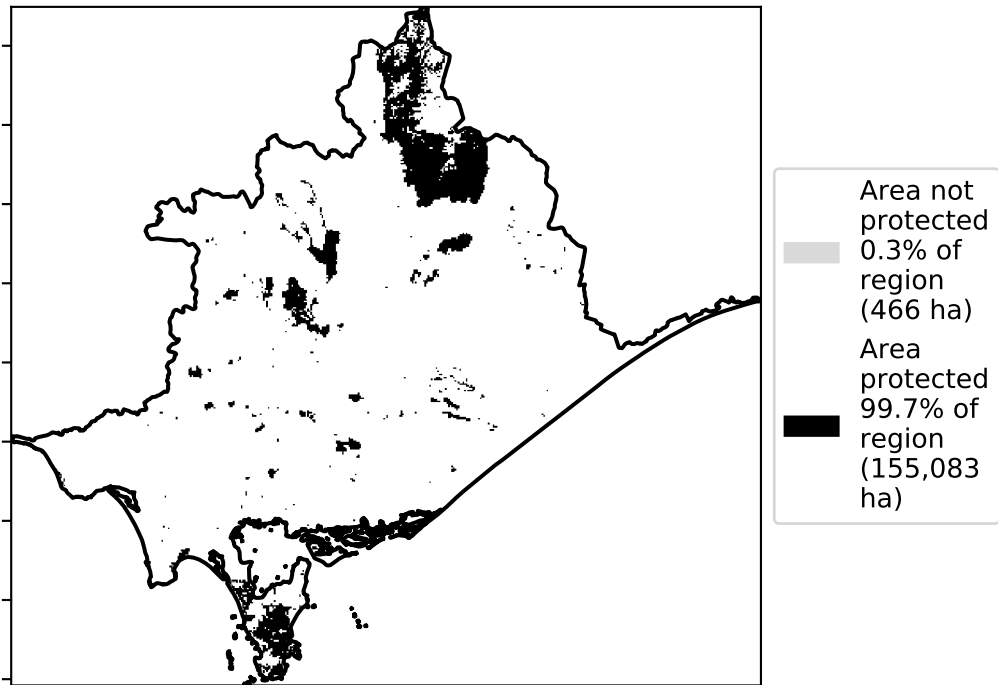 Area not
protected
0.3% of
region
(466 ha)
Area
protected
99.7% of
region
(155,083
ha)